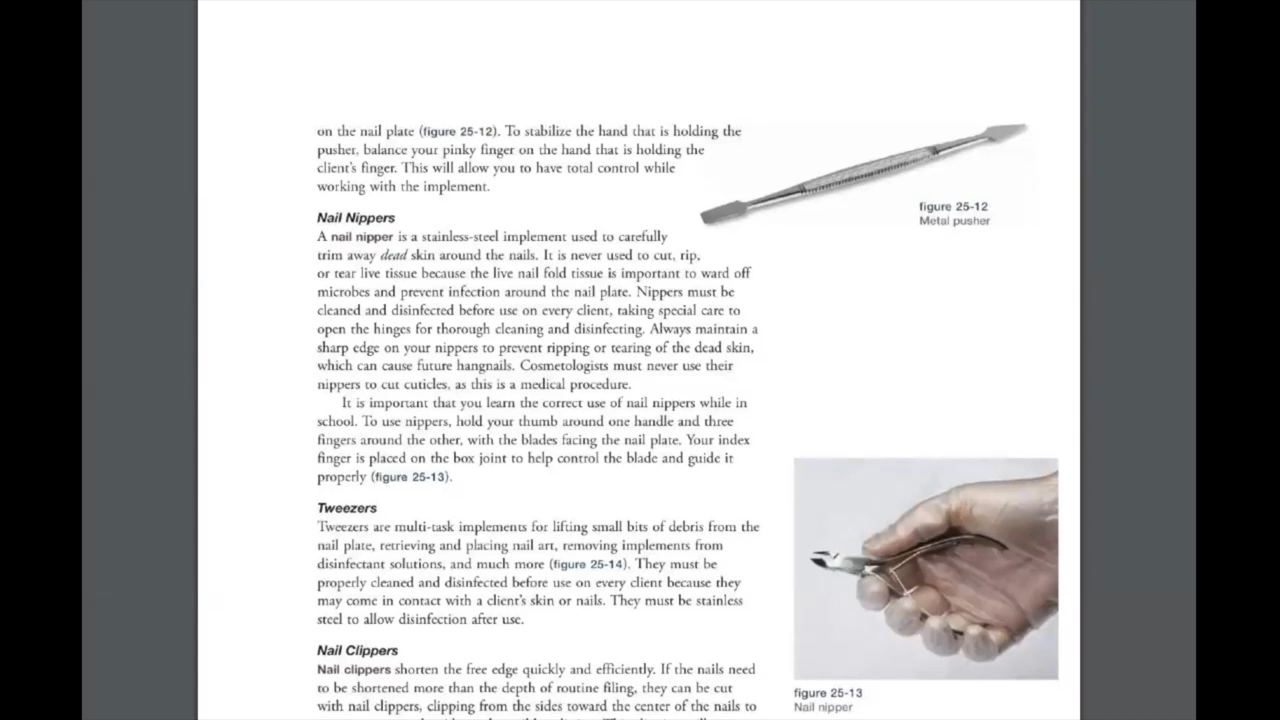 on the nail plate (figure 25-12). To stabilize the hand that is holding the
pusher, balance your pinky finger on the hand that is holding the
client's finger. This will allow you to have total control while
working with the implement.
figure 25-12
Metal pusher
Nail Nippers
A nail nipper is a stainless-steel implement used to carefully
trim away dead skin around the nails. It is never used to cut, rip,
or tear live tissue because the live nail fold tissue is important to ward off
microbes and prevent infection around the nail plate. Nippers must be
cleaned and disinfected before use on every client, taking special care to
open the hinges for thorough cleaning and disinfecting. Always maintain a
sharp edge on your nippers to prevent ripping or tearing of the dead skin,
which can cause future hangnails. Cosmetologists must never use their
nippers to cut cuticles, as this is a medical procedure.
It is important that you learn the correct use of nail nippers while in
school. To use nippers, hold your thumb around one handle and three
fingers around the other, with the blades facing the nail plate. Your index
finger is placed on the box joint to help control the blade and guide it
properly (figure 25-13).
Tweezers
Tweezers are multi-task implements for lifting small bits of debris from the
nail plate, retrieving and placing nail art, removing implements from
disinfectant solutions, and much more (figure 25-14). They must be
properly cleaned and disinfected before use on every client because they
may come in contact with a client's skin or nails. They must be stainless
steel to allow disinfection after use.
Nail Clippers
Nail clippers shorten the free edge quickly and efficiently. If the nails need
to be shortened more than the depth of routine filing, they can be cut
with nail clippers, clipping from the sides toward the center of the nails to
figure 25-13
Nail nipper